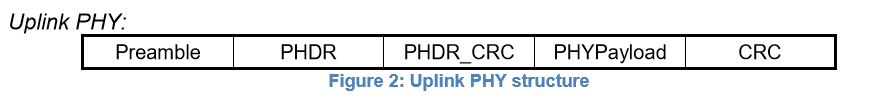 Uplink PHY:
Preamble PHDR PHDR_CRC PHYPayload CRC
Figure 2: Uplink PHY structure